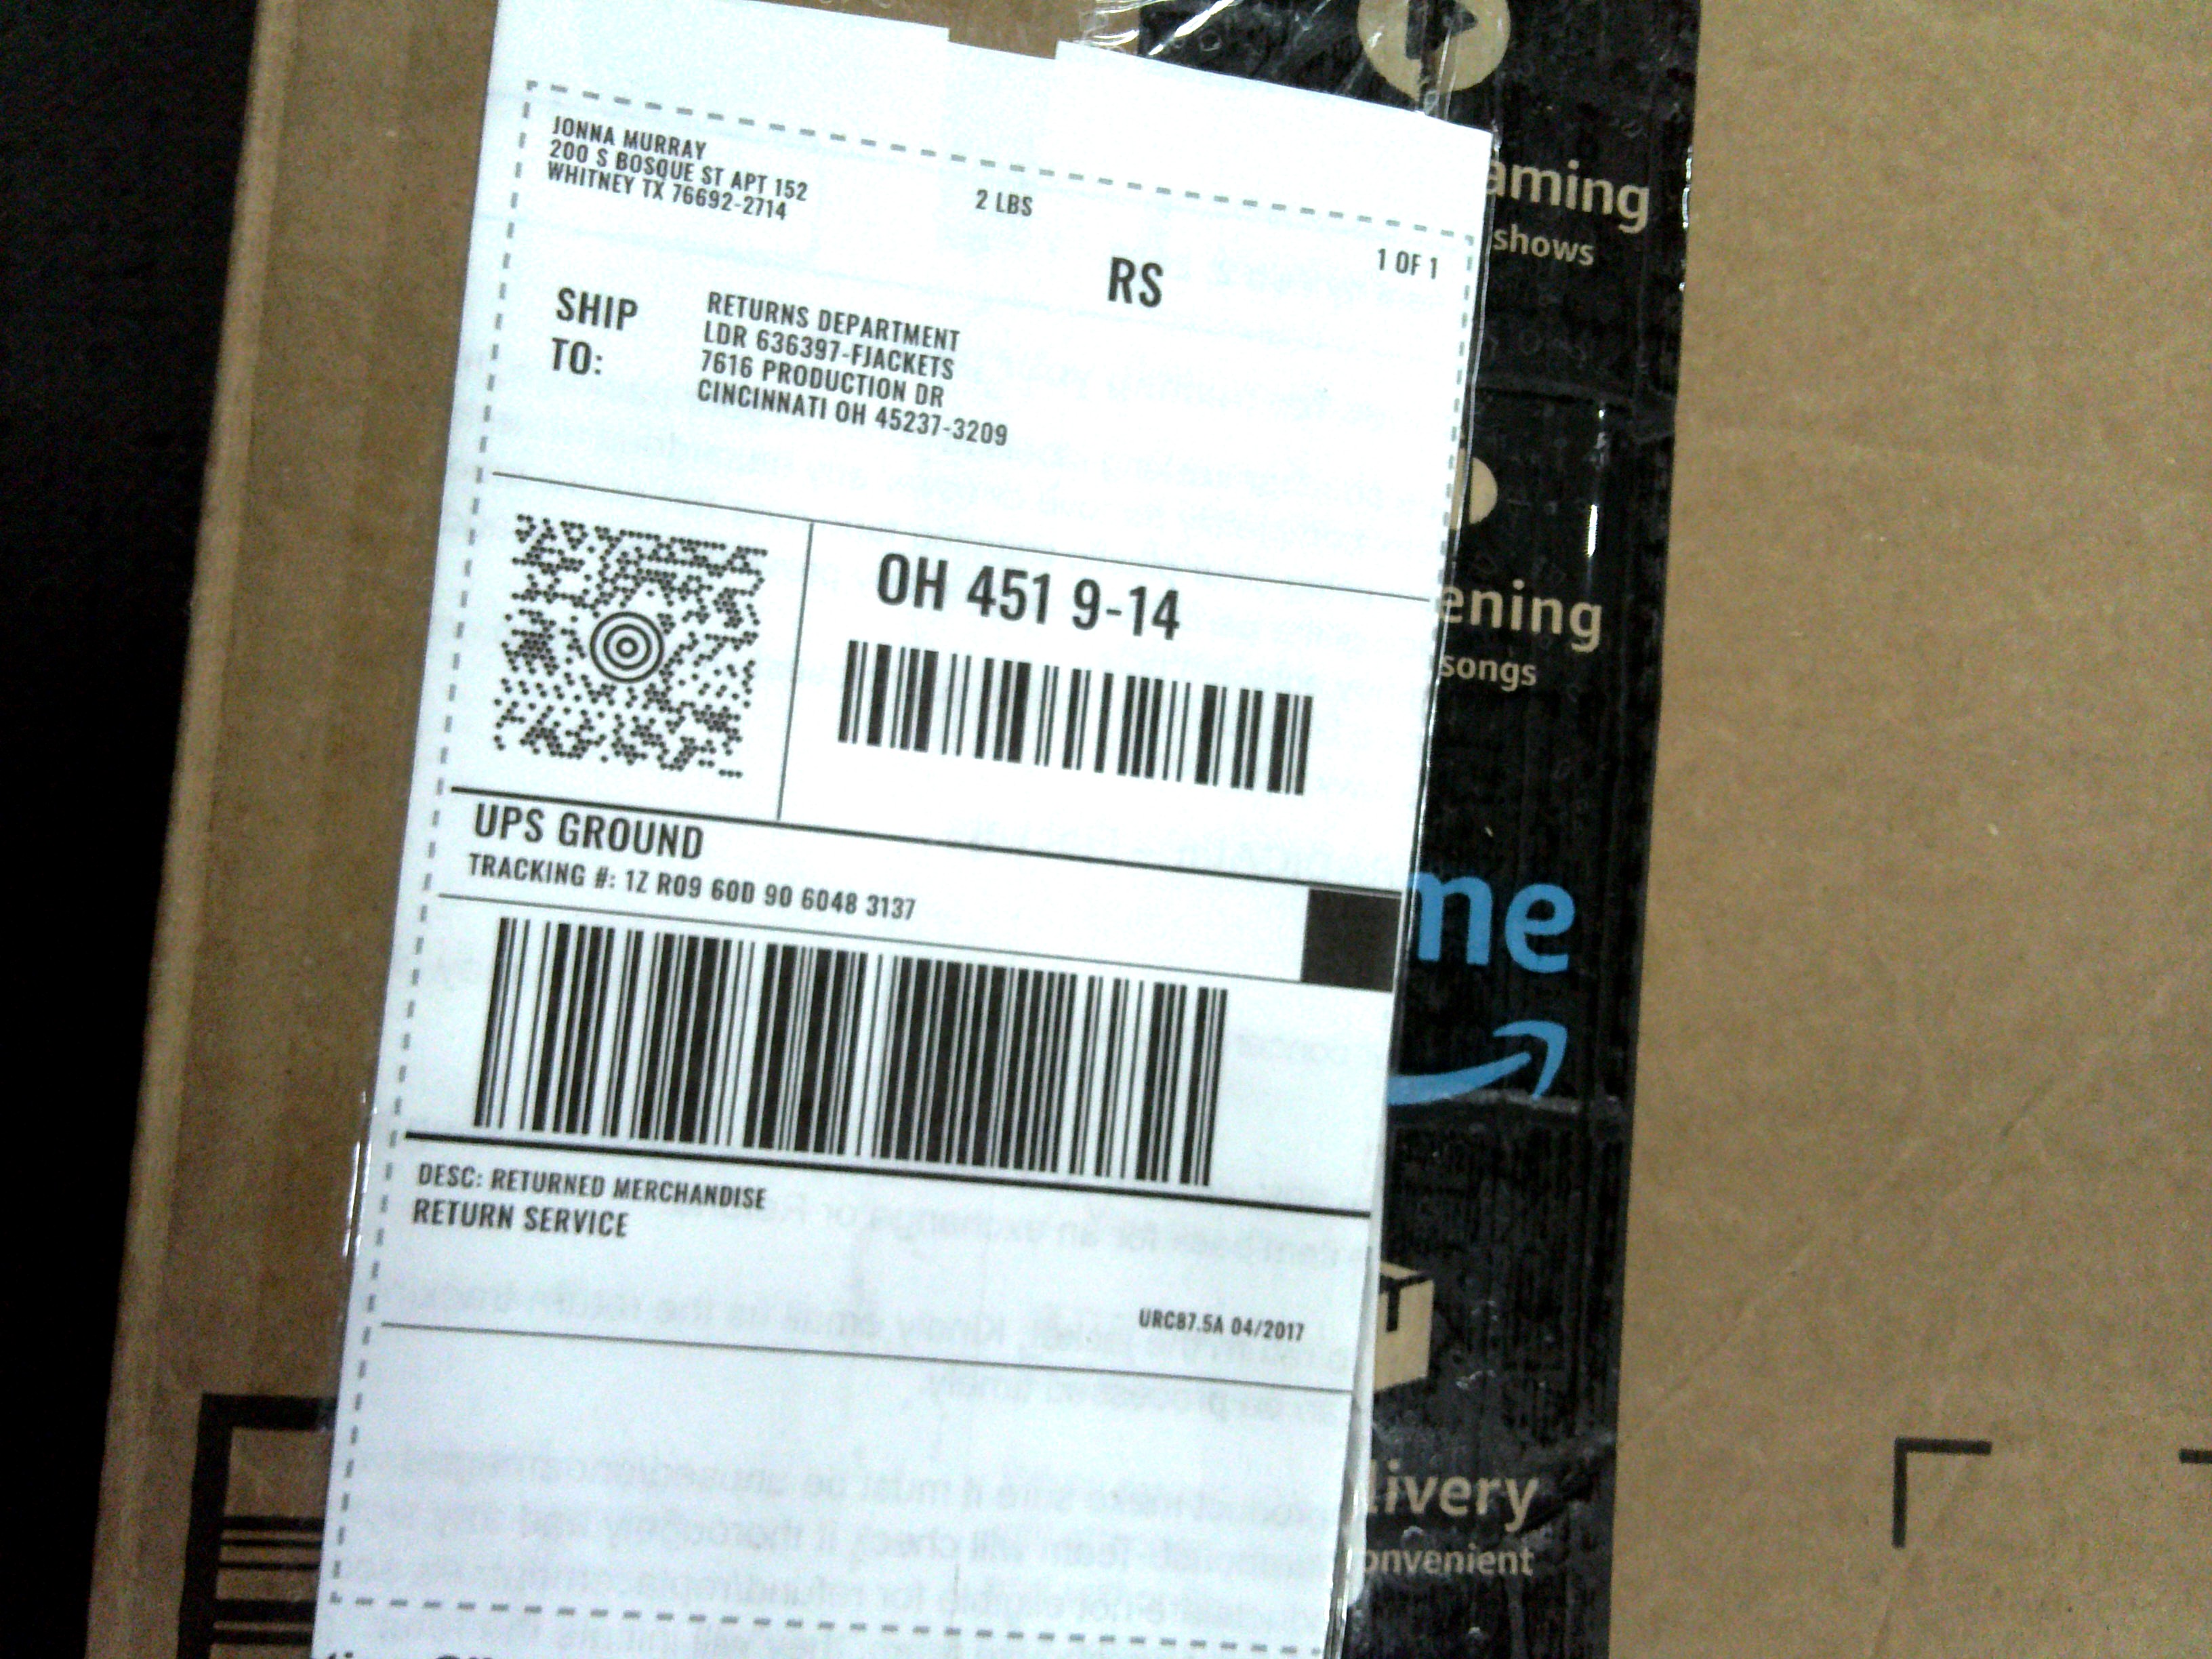 JONNA MURRAY
200 S BOSQUE ST APT 152
WHITNEY TX 76692-2714
2 LBS
1 OF 1
RS
SHIP
TO:
RETURNS DEPARTMENT
LDR 636397-FJACKETS
7616 PRODUCTION DR
CINCINNATI OH 45237-3209
OH 451 9-14
UPS GROUND
TRACKING #: 1Z R09 60D 90 6048 3137
DESC: RETURNED MERCHANDISE
RETURN SERVICE
URC87.5A 04/2017
aming
shows
ening
songs
me
livery
onvenient